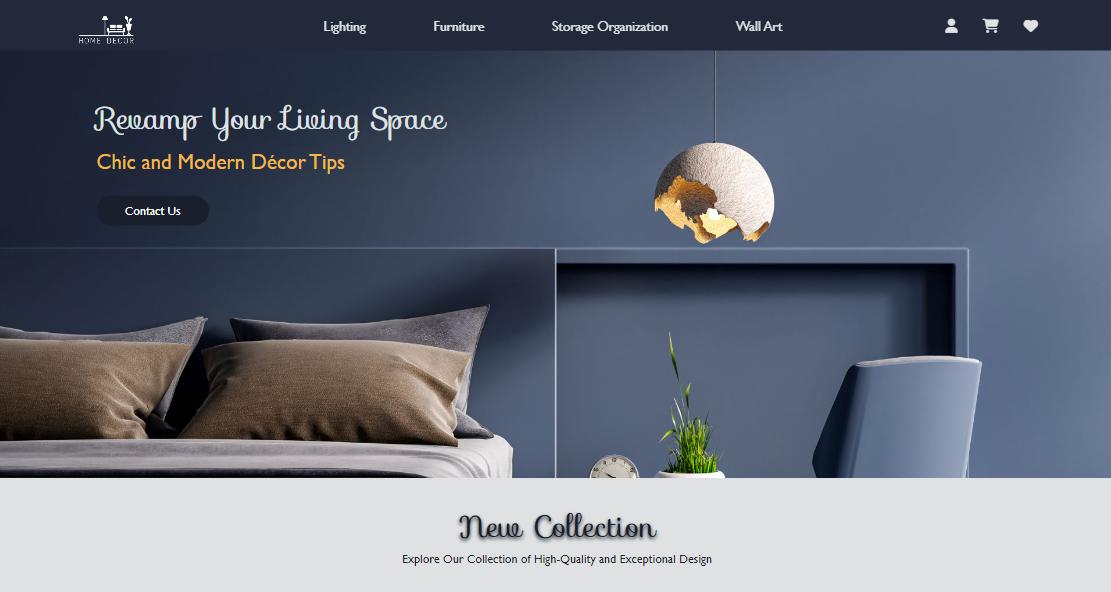 HOME DECOR
Lighting Furniture Storage Organization Wall Art
Revamp Your Living Space
Chic and Modern Décor Tips
Contact Us
New Collection
Explore Our Collection of High-Quality and Exceptional Design